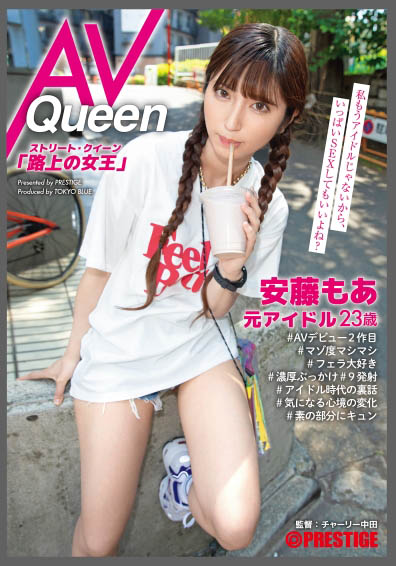 AV
Queen
ストリート・クイーン
「路上の女王」
Presented by PRESTIGE
Produced by TOKYO BLUE!
私もうアイドルじゃないから、
いっぱいSEXしてもいいよね?
安藤もあ
元アイドル23歳
#AVデビュー2作目
#マゾ度マシマシ
#フェラ大好き
#濃厚ぶっかけ#9発射
#アイドル時代の裏話
#気になる心境の変化
#素の部分にキュン
監督:チャーリー中田
@PRESTIGE